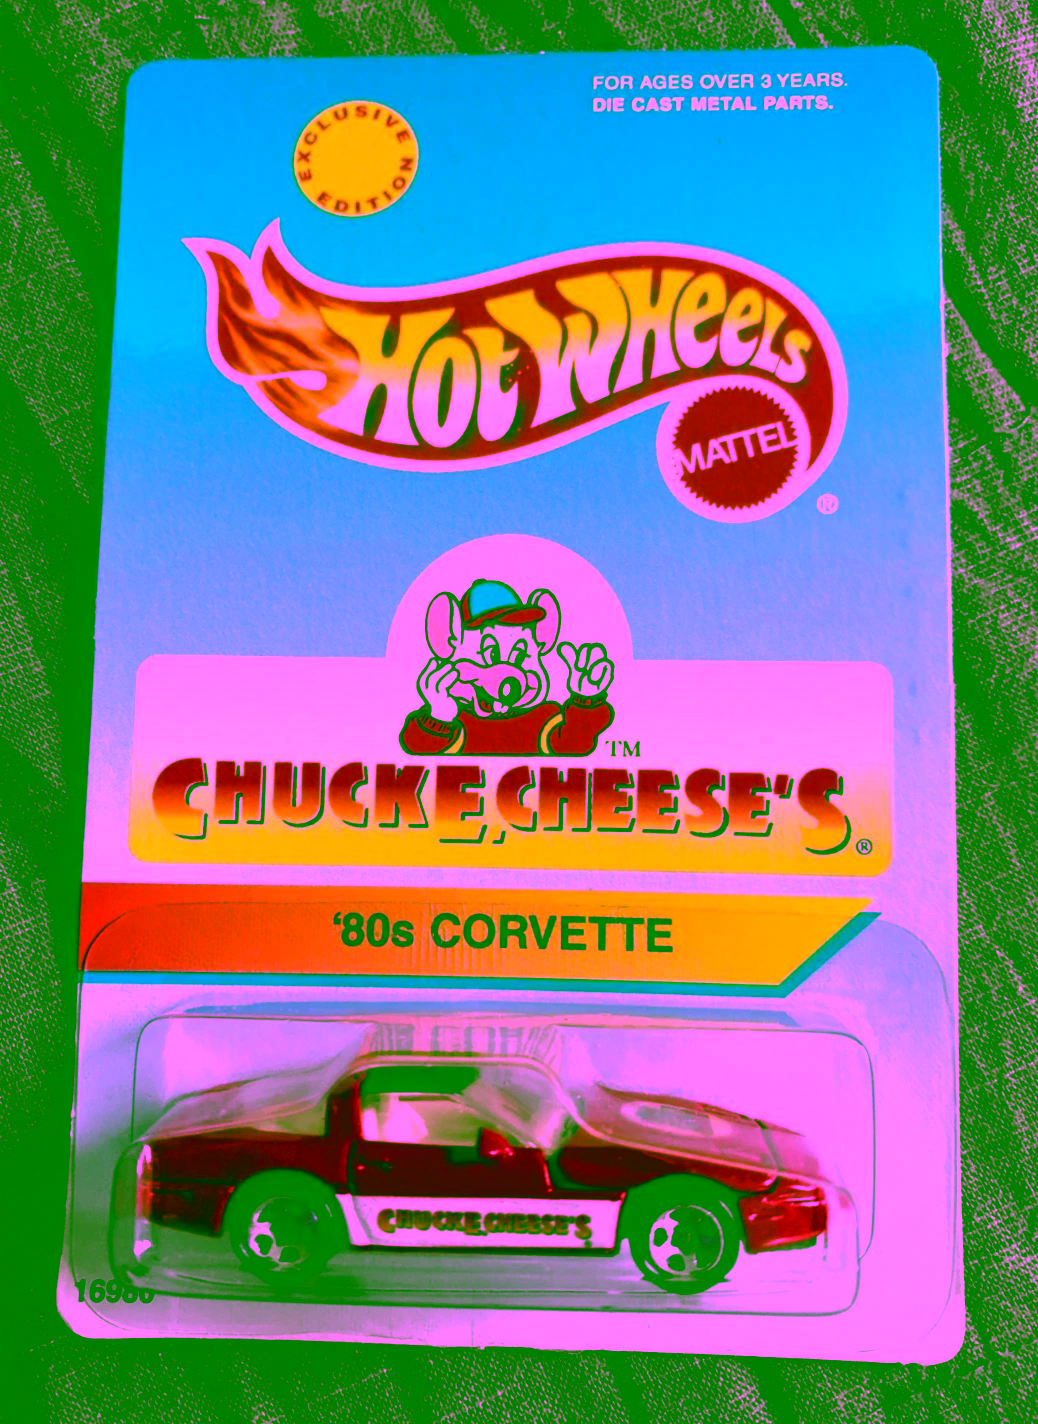 FOR AGES OVER 3 YEARS.
DIE CAST METAL PARTS.
EXCLUSIVE EDITION
HOT WHEELS
MATTEL
®
TM
CHUCK E. CHEESE'S
®
'80s CORVETTE
CHUCK E. CHEESE'S